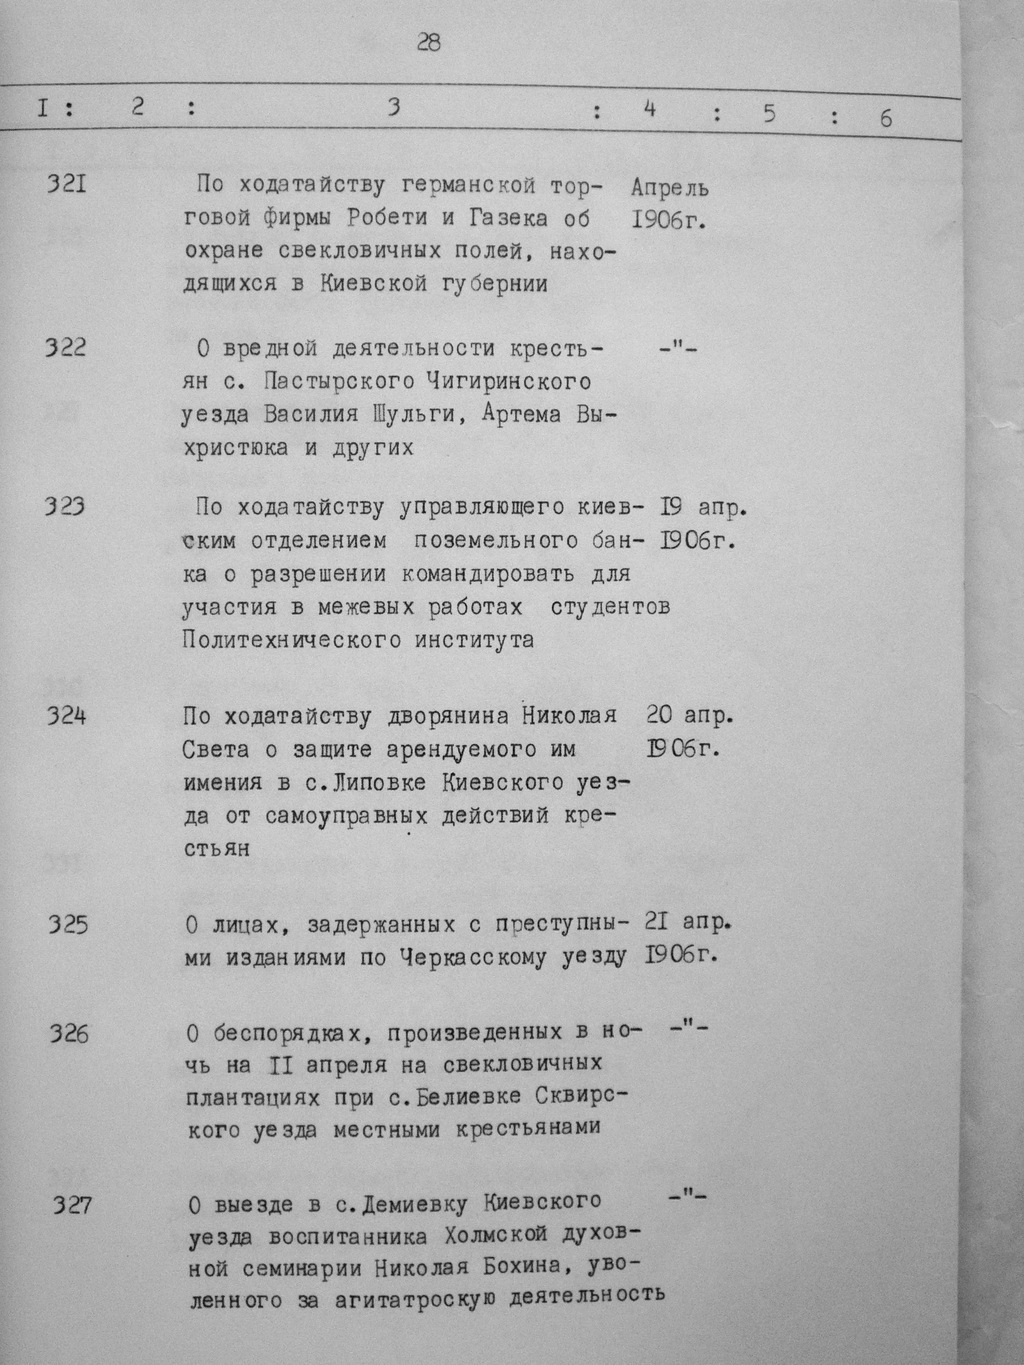 28
I : 2 : 3 : 4 : 5 : 6
321 По ходатайству германской тор- Апрель
говой фирмы Робети и Газека об 1906г.
охране свекловичных полей, нахо-
дящихся в Киевской губернии
322 О вредной деятельности кресть- -"-
ян с. Пастырского Чигиринского
уезда Василия Шульги, Артема Вы-
христюка и других
323 По ходатайству управляющего киев- 19 апр.
ским отделением поземельного бан- 1906г.
ка о разрешении командировать для
участия в межевых работах студентов
Политехнического института
324 По ходатайству дворянина Николая 20 апр.
Света о защите арендуемого им 1906г.
имения в с.Липовке Киевского уез-
да от самоуправных действий кре-
стьян
325 О лицах, задержанных с преступны- 21 апр.
ми изданиями по Черкасскому уезду 1906г.
326 О беспорядках, произведенных в но- -"-
чь на II апреля на свекловичных
плантациях при с.Белиевке Сквирс-
кого уезда местными крестьянами
327 О выезде в с.Демиевку Киевского -"-
уезда воспитанника Холмской духов-
ной семинарии Николая Бохина, уво-
ленного за агитатроскую деятельность